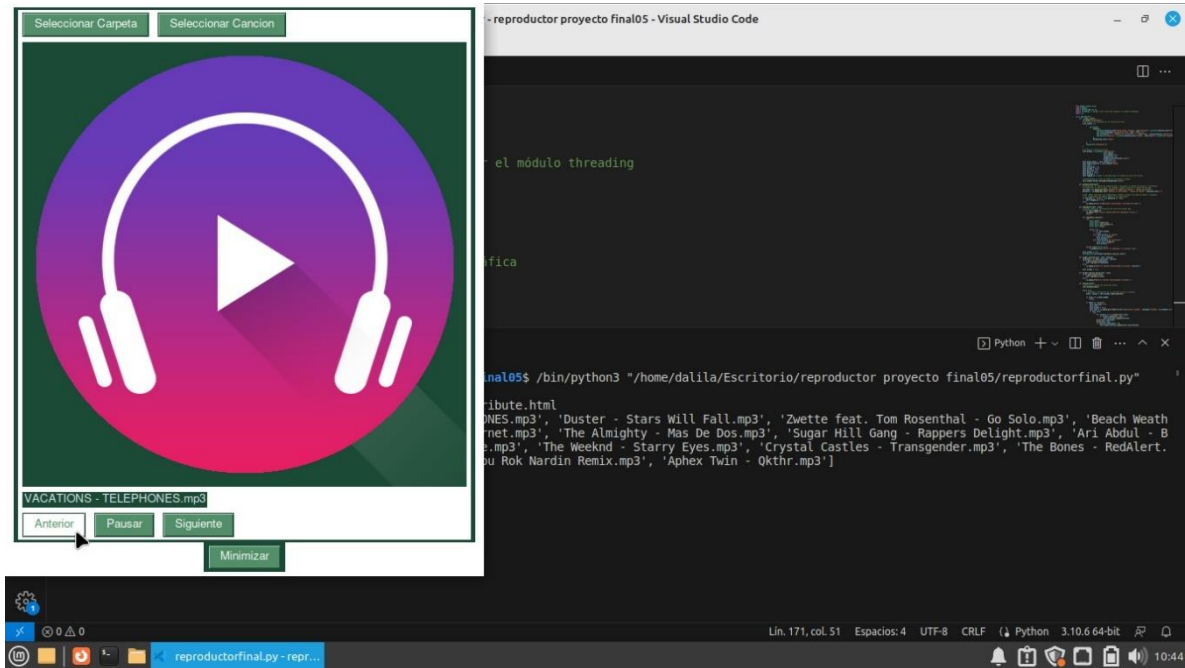 Seleccionar Carpeta Seleccionar Cancion
- reproductor proyecto final05 - Visual Studio Code
r el módulo threading
áfica
Python
inal05$ /bin/python3 "/home/dalila/Escritorio/reproductor proyecto final05/reproductorfinal.py"
ribute.html
ONES.mp3', 'Duster - Stars Will Fall.mp3', 'Zwette feat. Tom Rosenthal - Go Solo.mp3', 'Beach Weath
rnet.mp3', 'The Almighty - Mas De Dos.mp3', 'Sugar Hill Gang - Rappers Delight.mp3', 'Ari Abdul - B
e.mp3', 'The Weeknd - Starry Eyes.mp3', 'Crystal Castles - Transgender.mp3', 'The Bones - RedAlert.
ou Rok Nardin Remix.mp3', 'Aphex Twin - Qkthr.mp3']
VACATIONS - TELEPHONES.mp3
Anterior Pausar Siguiente
Minimizar
1
0 0 Lín. 171, col. 51 Espacios: 4 UTF-8 CRLF Python 3.10.6 64-bit
reproductorfinal.py - repr... 10:44